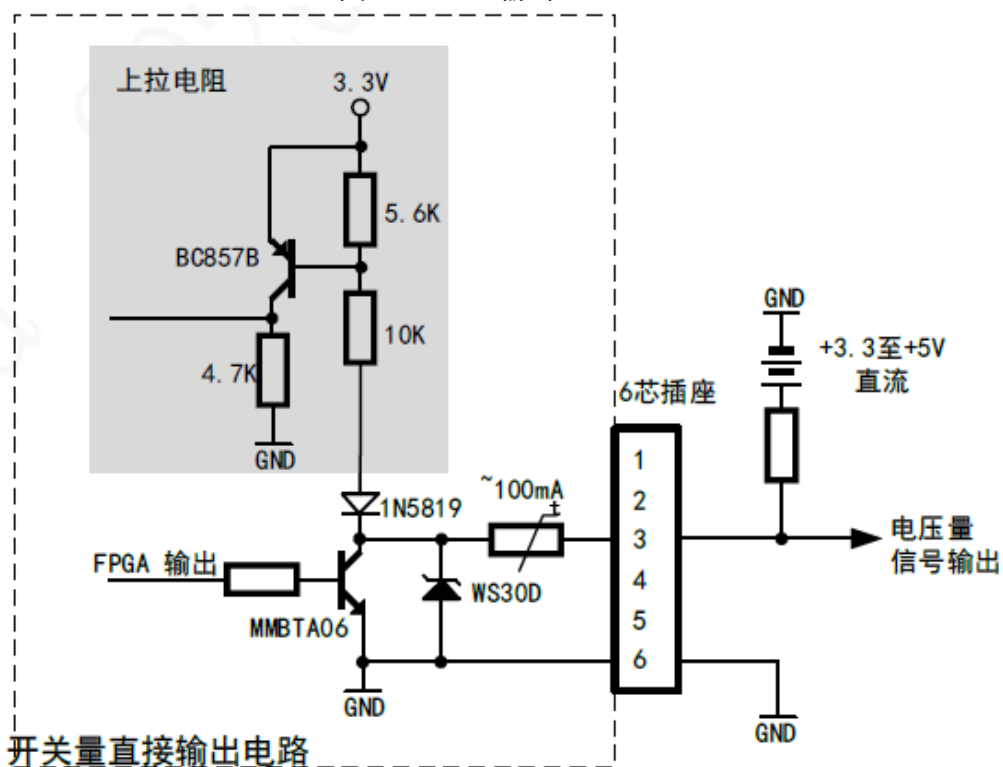 上拉电阻
3.3V
5.6K
BC857B
10K
4.7K
GND
GND
+3.3至+5V
直流
6芯插座
1
2
3
4
5
6
~100mA
t
1N5819
FPGA 输出
WS30D
MMBTA06
电压量
信号输出
GND
GND
开关量直接输出电路